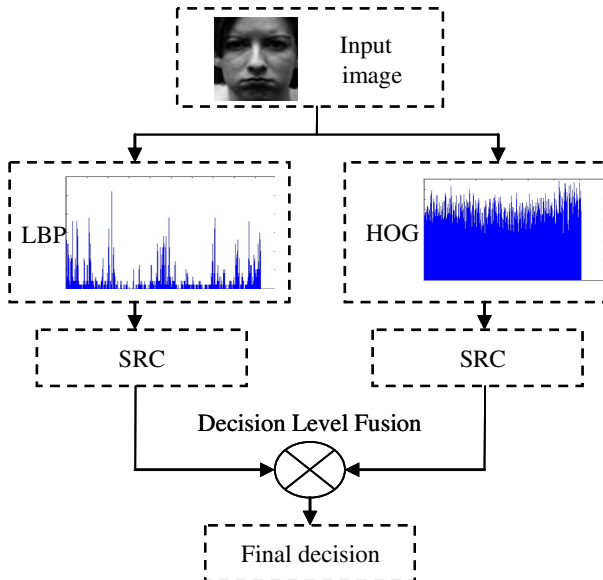 Input
image
LBP
HOG
SRC
SRC
Decision Level Fusion
Final decision